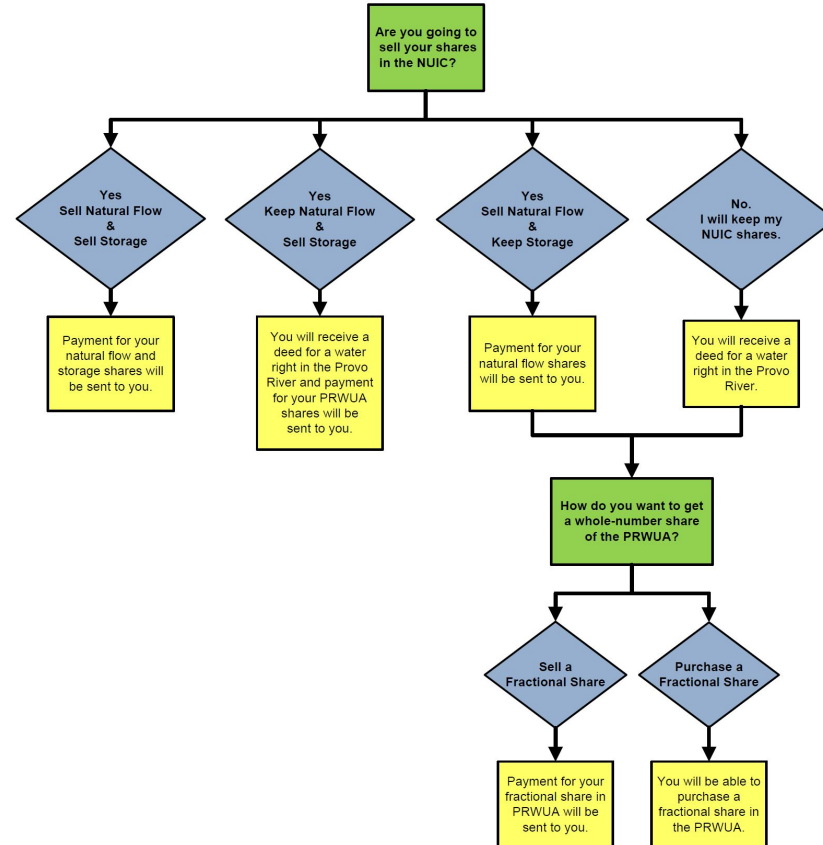 Are you going to
sell your shares
in the NUIC?
Yes
Sell Natural Flow
&
Sell Storage
Yes
Keep Natural Flow
&
Sell Storage
Yes
Sell Natural Flow
&
Keep Storage
No.
I will keep my
NUIC shares.
Payment for your
natural flow and
storage shares will
be sent to you.
You will receive a
deed for a water
right in the Provo
River and payment
for your PRWUA
shares will be
sent to you.
Payment for your
natural flow shares
will be sent to you.
You will receive a
deed for a water
right in the Provo
River.
How do you want to get
a whole-number share
of the PRWUA?
Sell a
Fractional Share
Purchase a
Fractional Share
Payment for your
fractional share in
PRWUA will be
sent to you.
You will be able to
purchase a
fractional share in
the PRWUA.